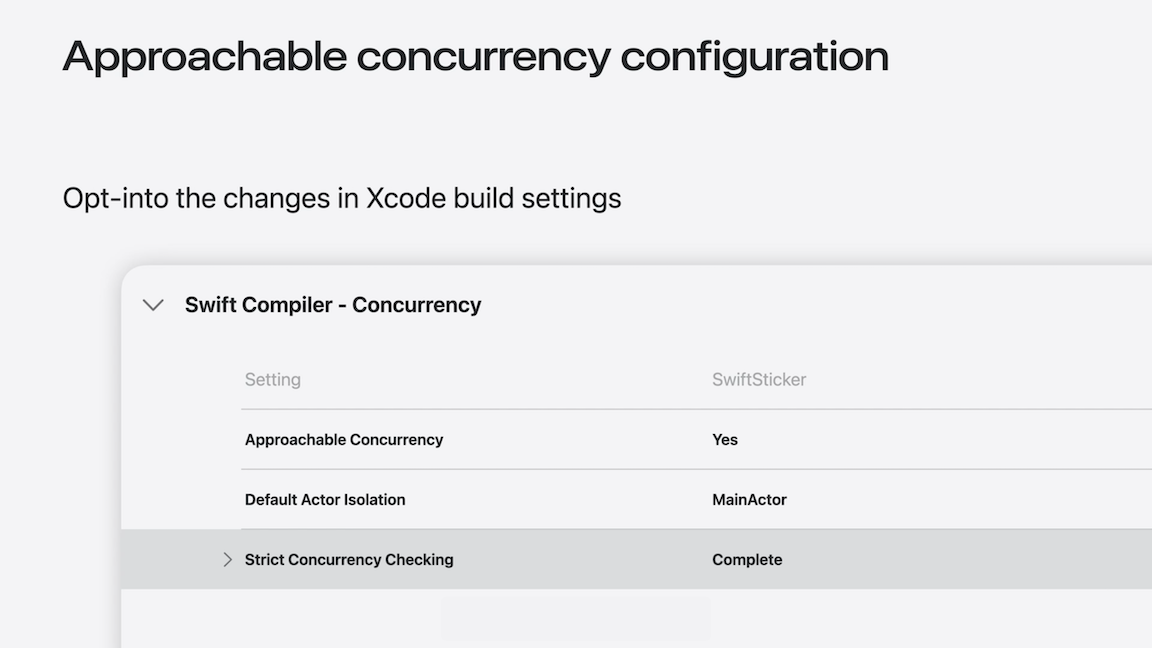 Approachable concurrency configuration
Opt-into the changes in Xcode build settings
Swift Compiler - Concurrency
Setting SwiftSticker
Approachable Concurrency Yes
Default Actor Isolation MainActor
Strict Concurrency Checking Complete